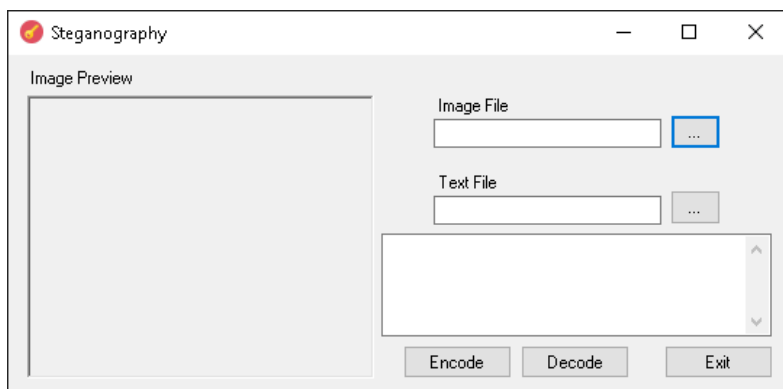 Steganography
Image Preview
Image File
...
Text File
...
Encode Decode Exit